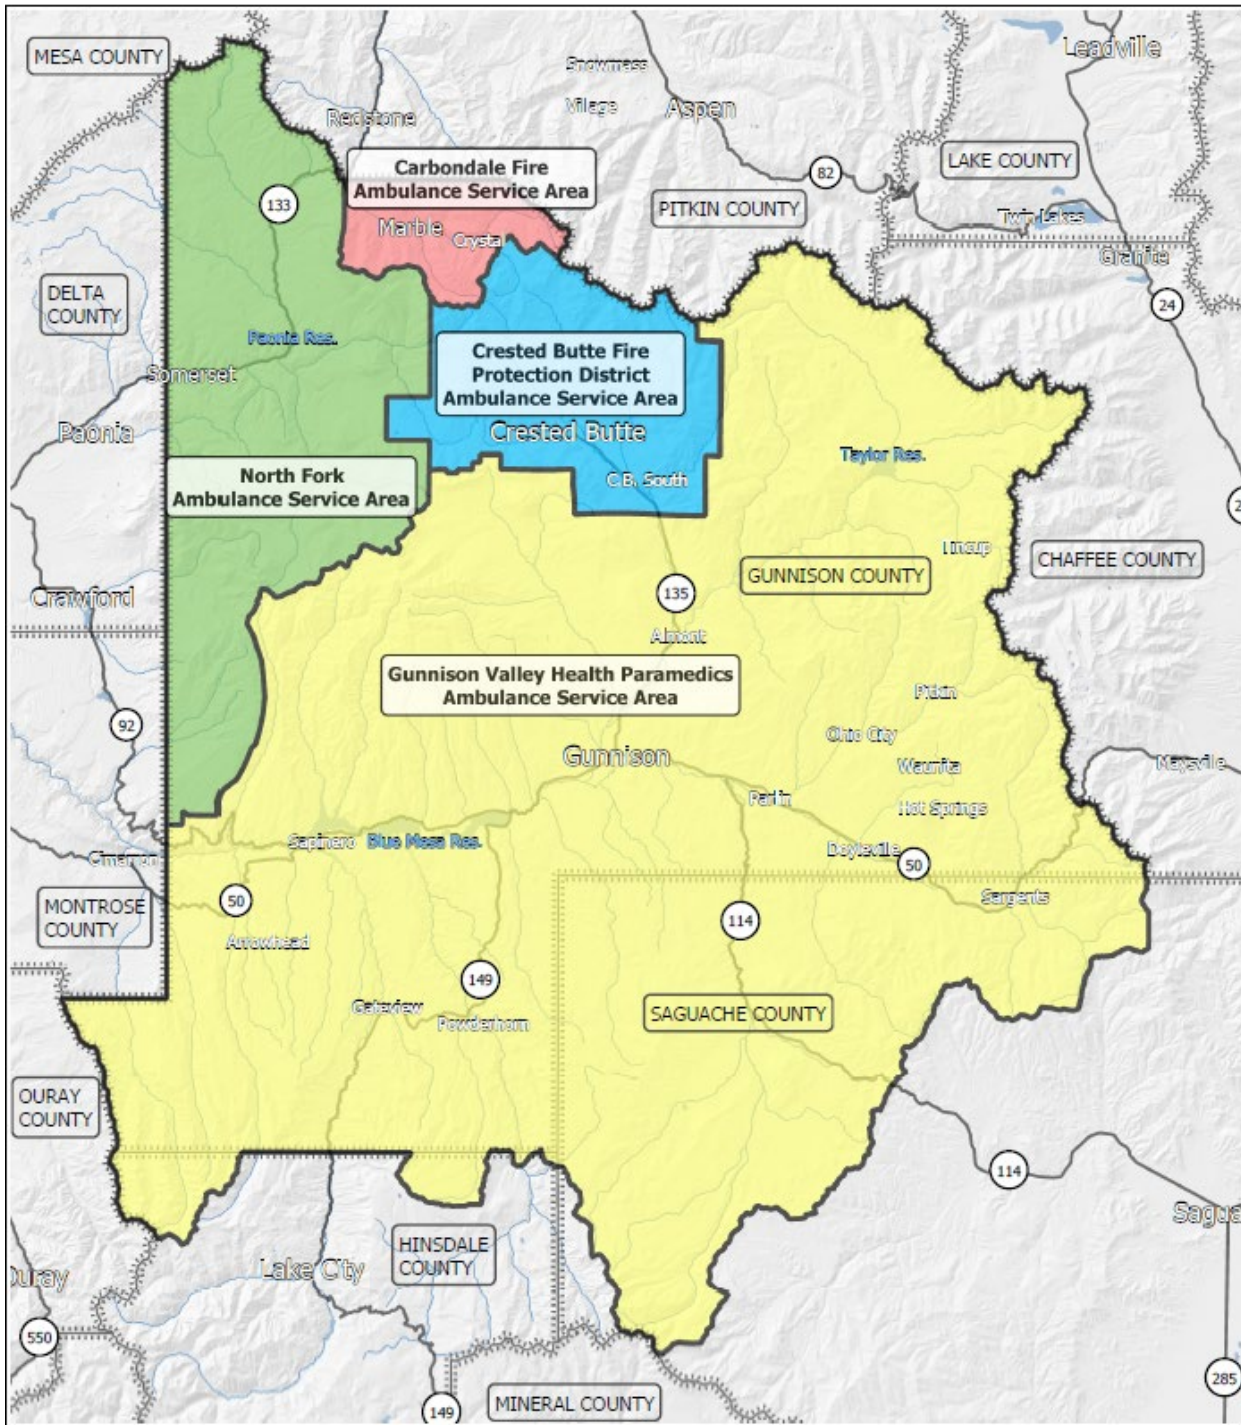 MESA COUNTY
Leadville
Snowmass
Village
Aspen
Redstone
LAKE COUNTY
Carbondale Fire
Ambulance Service Area
82
133
PITKIN COUNTY
Twin Lakes
Marble
Crystal
Granite
DELTA
COUNTY
24
Paonia Res.
Somerset
Crested Butte Fire
Protection District
Ambulance Service Area
Paonia
Crested Butte
Taylor Res.
North Fork
Ambulance Service Area
C.B. South
2
Tincup
CHAFFEE COUNTY
GUNNISON COUNTY
Crawford
135
Almont
Gunnison Valley Health Paramedics
Ambulance Service Area
Pitkin
92
Ohio City
Gunnison
Waunita
Hot Springs
Maysville
Parlin
Sapinero
Blue Mesa Res.
Doyleville
Cimarron
50
50
Sargents
MONTROSE
COUNTY
114
Arrowhead
149
Gateview
Powderhorn
SAGUACHE COUNTY
OURAY
COUNTY
114
Sagua
HINSDALE
COUNTY
Lake City
Ouray
550
285
MINERAL COUNTY
149